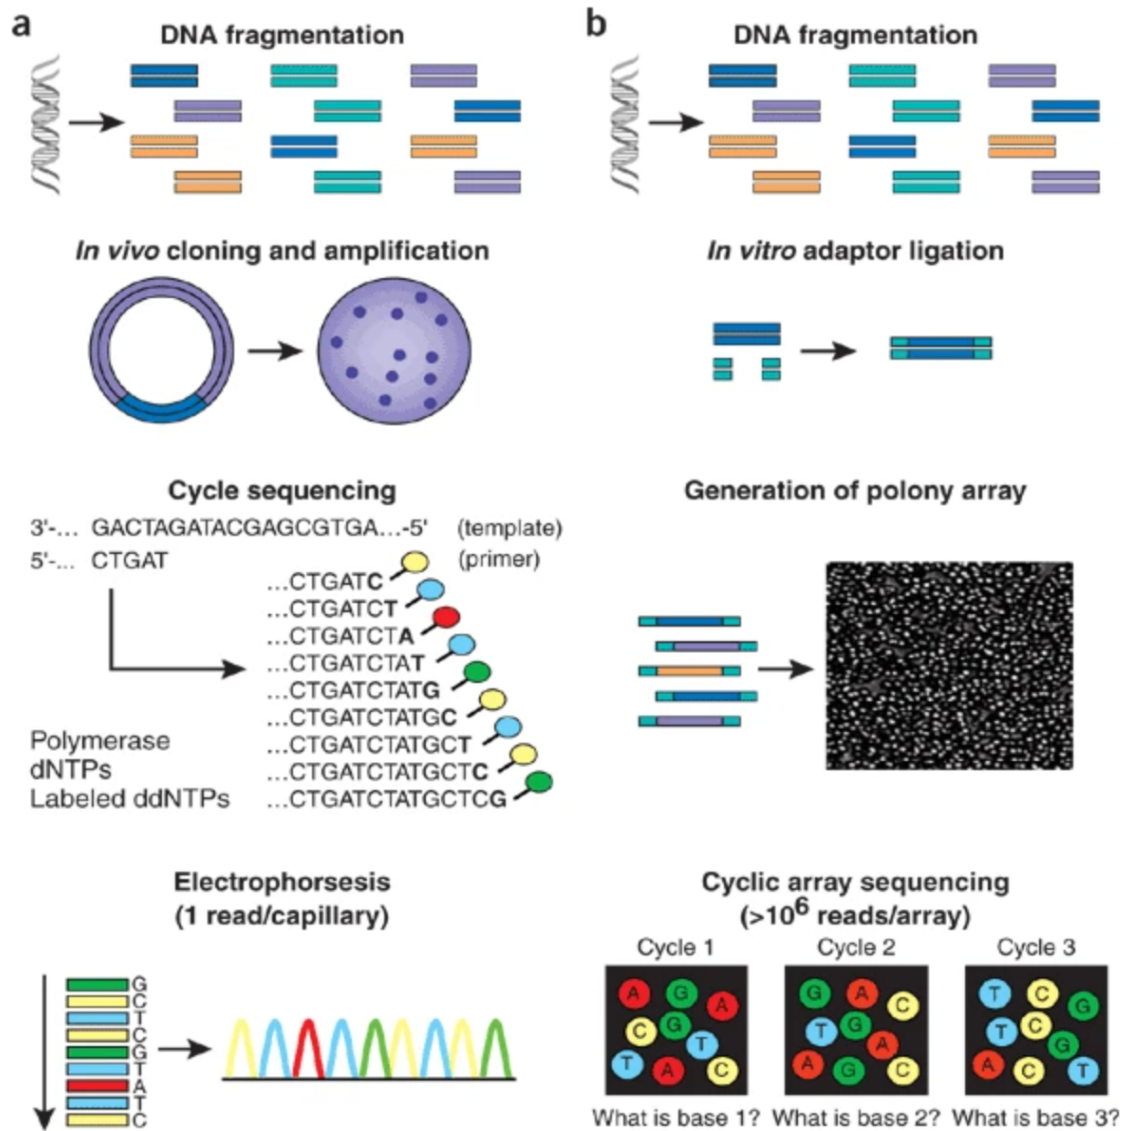 a
DNA fragmentation
In vivo cloning and amplification
Cycle sequencing
3'-... GACTAGATACGAGCGTGA...-5' (template)
5'-... CTGAT (primer)
...CTGATC
...CTGATCT
...CTGATCTA
...CTGATCTAT
...CTGATCTATG
...CTGATCTATGC
...CTGATCTATGCT
...CTGATCTATGCTC
...CTGATCTATGCTCG
Polymerase
dNTPs
Labeled ddNTPs
Electrophorsesis
(1 read/capillary)
G
C
T
C
G
T
A
T
C
b
DNA fragmentation
In vitro adaptor ligation
Generation of polony array
Cyclic array sequencing
(>10⁶ reads/array)
Cycle 1
A G A
C G T
T A C
What is base 1?
Cycle 2
G A C
T G A
A G C
What is base 2?
Cycle 3
T C G
T C G
A C T
What is base 3?